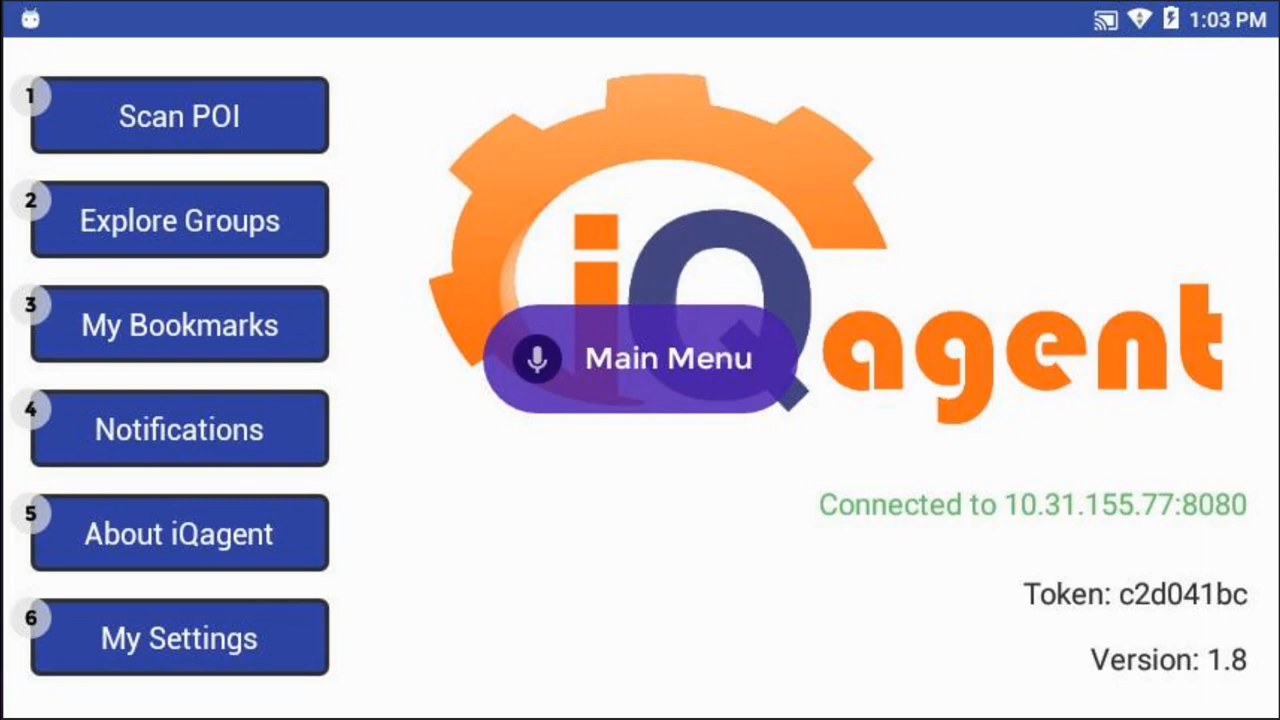 1:03 PM
1
Scan POI
2
Explore Groups
3
My Bookmarks
4
Notifications
5
About iQagent
6
My Settings
iQagent
Main Menu
Connected to 10.31.155.77:8080
Token: c2d041bc
Version: 1.8